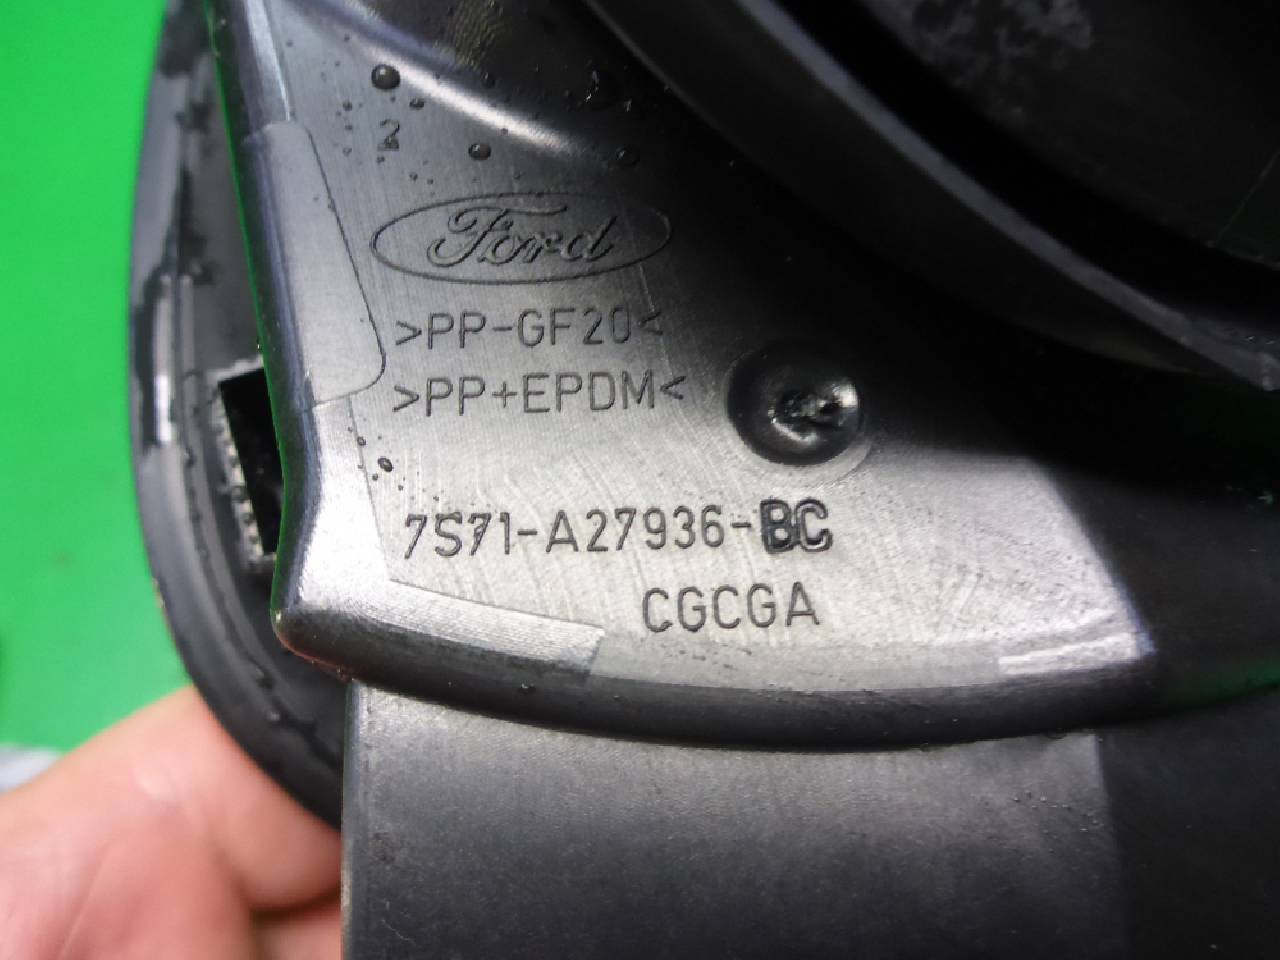 2
Ford
>PP-GF20<
>PP+EPDM<
7S71-A27936-BC
CGCGA